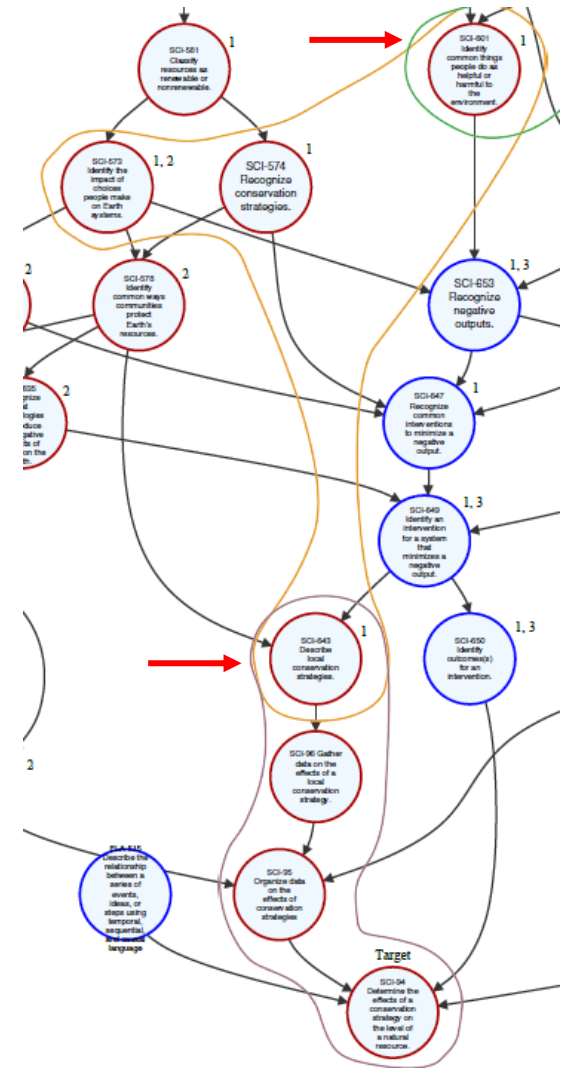 SCI-561
Classify
resources as
renewable or
nonrenewable.
1
SCI-601
Identify
common things
people do as
helpful or
harmful to
the
environment.
1
SCI-573
Identify the
impact of
choices
people make
on Earth
systems.
1, 2
SCI-574
Recognize
conservation
strategies.
1
2
SCI-578
Identify
common ways
communities
protect
Earth's
resources.
2
SCI-653
Recognize
negative
outputs.
1, 3
2
SCI-647
Recognize
common
interventions
to minimize a
negative
output.
1
SCI-649
Identify an
intervention
for a system
that
minimizes a
negative
output.
1, 3
SCI-643
Describe
local
conservation
strategies.
1
SCI-650
Identify
outcomes(s)
for an
intervention.
1, 3
2
SCI-96 Gather
data on the
effects of a
local
conservation
strategy.
Describe the
relationship
between a
series of
events,
ideas, or
steps using
temporal,
sequential,
language
SCI-95
Organize data
on the
effects of
conservation
strategies
Target
SCI-94
Determine the
effects of a
conservation
strategy on
the level of
a natural
resource.